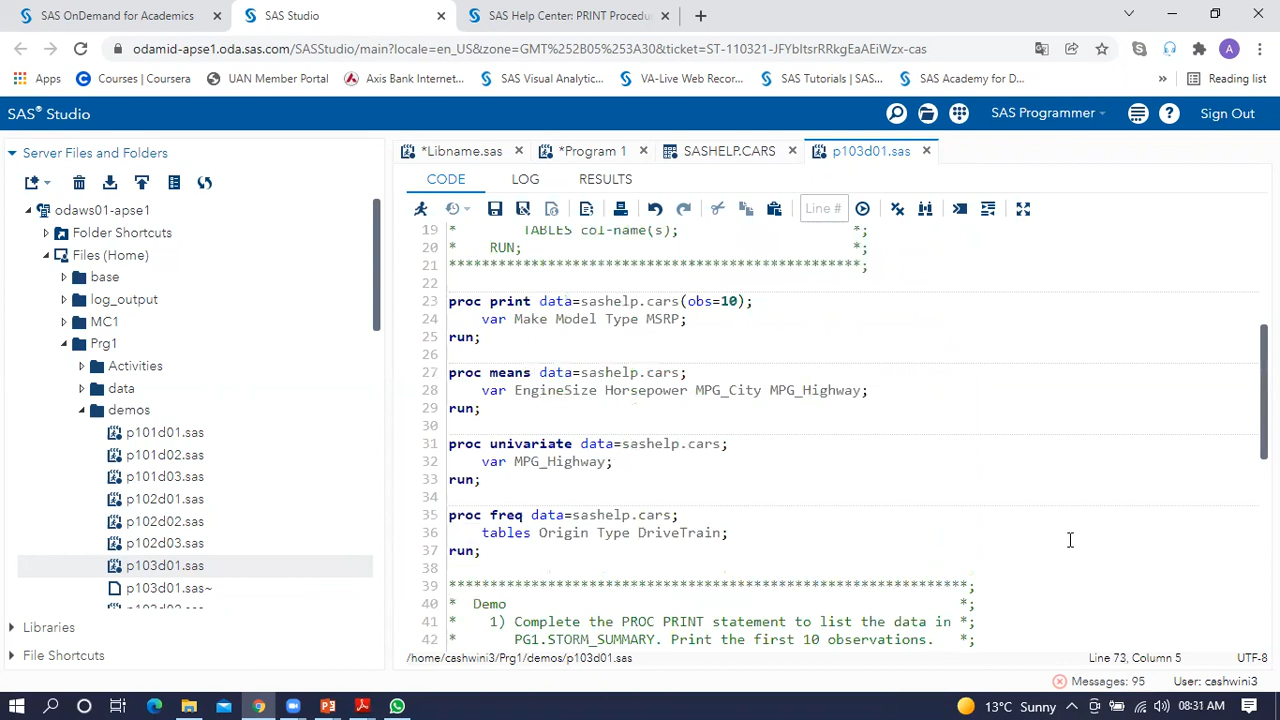 SAS OnDemand for Academics
SAS Studio
SAS Help Center: PRINT Procedu
odamid-apse1.oda.sas.com/SASStudio/main?locale=en_US&zone=GMT%252B05%253A30&ticket=ST-110321-JFYbItsrRRkgEaAEiWzx-cas
A
Apps
Courses | Coursera
UAN Member Portal
Axis Bank Internet...
SAS Visual Analytic...
VA-Live Web Recor...
SAS Tutorials | SAS...
SAS Academy for D...
»
Reading list
SAS® Studio
SAS Programmer
Sign Out
Server Files and Folders
odaws01-apse1
Folder Shortcuts
Files (Home)
base
log_output
MC1
Prg1
Activities
data
demos
p101d01.sas
p101d02.sas
p101d03.sas
p102d01.sas
p102d02.sas
p102d03.sas
p103d01.sas
p103d01.sas~
Libraries
File Shortcuts
*Libname.sas
*Program 1
SASHELP.CARS
p103d01.sas
CODE
LOG
RESULTS
Line #
19 * TABLES col-name(s); *;
20 * RUN; *;
21 **************************************************;
22
23 proc print data=sashelp.cars(obs=10);
24 var Make Model Type MSRP;
25 run;
26
27 proc means data=sashelp.cars;
28 var EngineSize Horsepower MPG_City MPG_Highway;
29 run;
30
31 proc univariate data=sashelp.cars;
32 var MPG_Highway;
33 run;
34
35 proc freq data=sashelp.cars;
36 tables Origin Type DriveTrain;
37 run;
38
39 ***************************************************************;
40 * Demo *;
41 * 1) Complete the PROC PRINT statement to list the data in *;
42 * PG1.STORM_SUMMARY. Print the first 10 observations. *;
/home/cashwini3/Prg1/demos/p103d01.sas
Line 73, Column 5
UTF-8
Messages: 95
User: cashwini3
13°C Sunny
08:31 AM